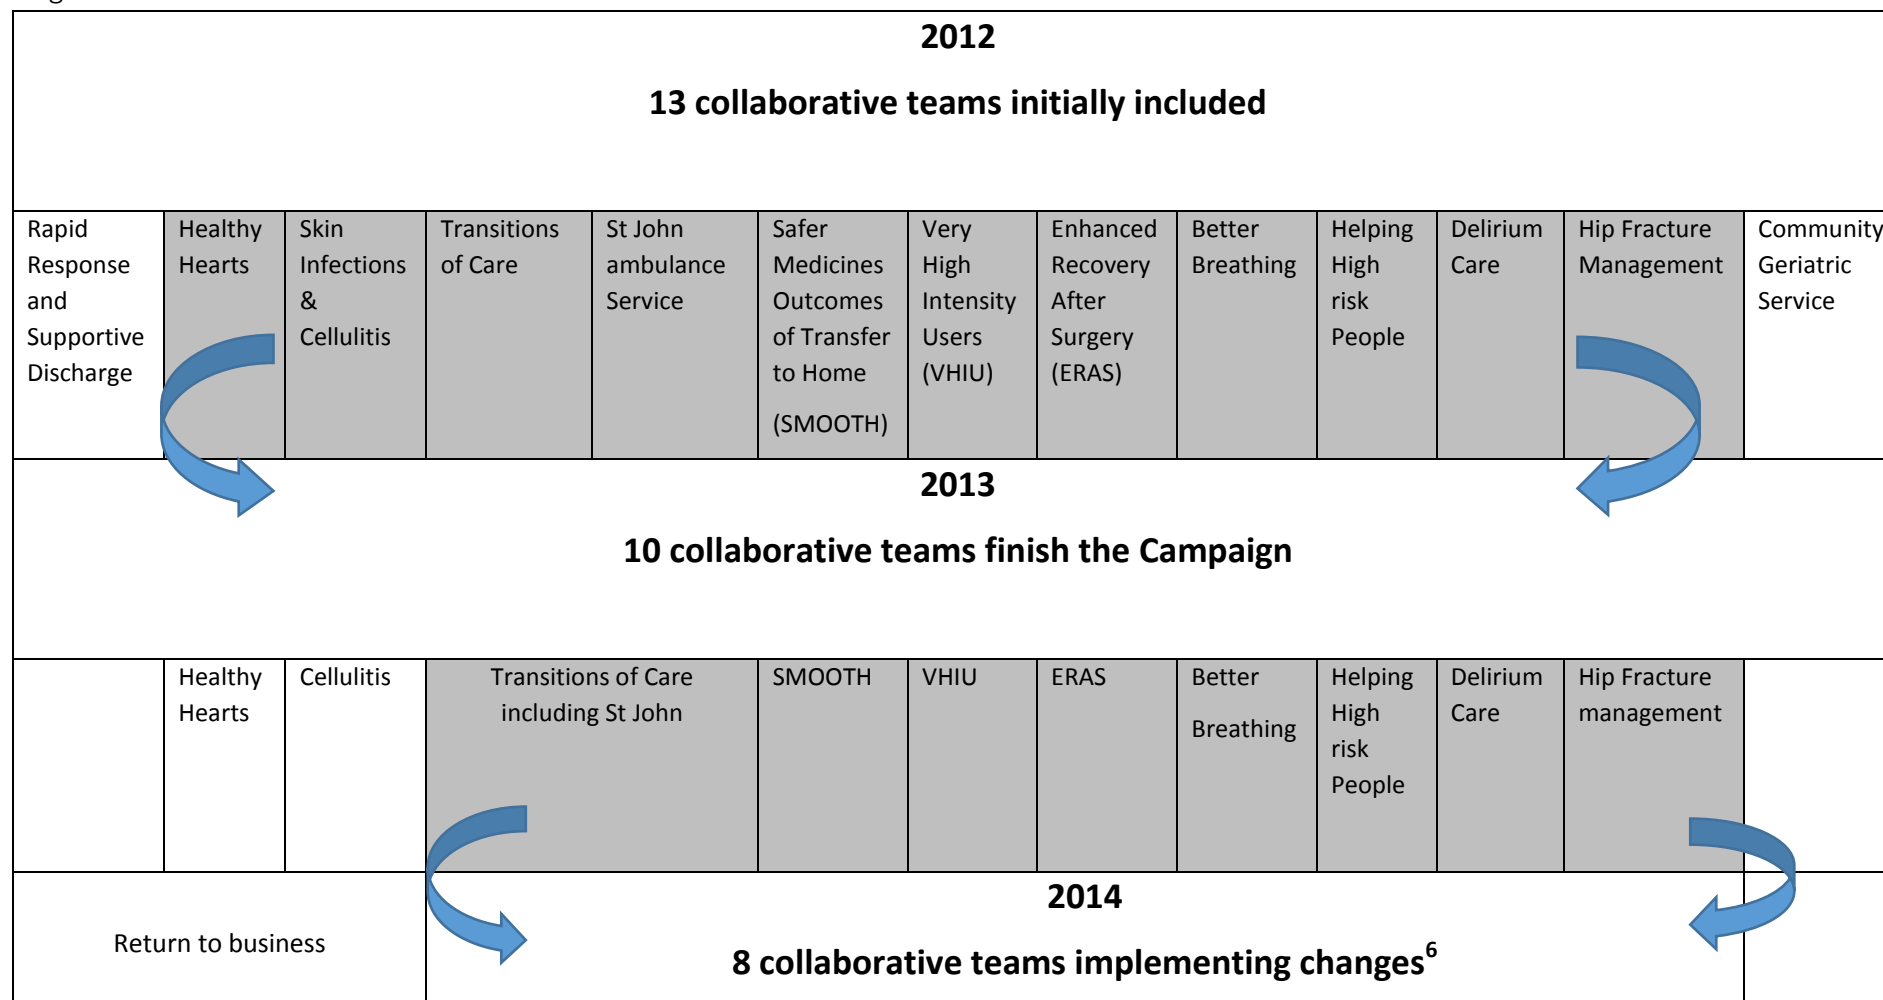 2012
13 collaborative teams initially included
Rapid
Response
and
Supportive
Discharge
Healthy
Hearts
Skin
Infections
&
Cellulitis
Transitions
of Care
St John
ambulance
Service
Safer
Medicines
Outcomes
of Transfer
to Home
(SMOOTH)
Very
High
Intensity
Users
(VHIU)
Enhanced
Recovery
After
Surgery
(ERAS)
Better
Breathing
Helping
High
risk
People
Delirium
Care
Hip Fracture
Management
Community
Geriatric
Service
2013
10 collaborative teams finish the Campaign
Healthy
Hearts
Cellulitis
Transitions of Care
including St John
SMOOTH
VHIU
ERAS
Better
Breathing
Helping
High
risk
People
Delirium
Care
Hip Fracture
management
Return to business
2014
8 collaborative teams implementing changes⁶